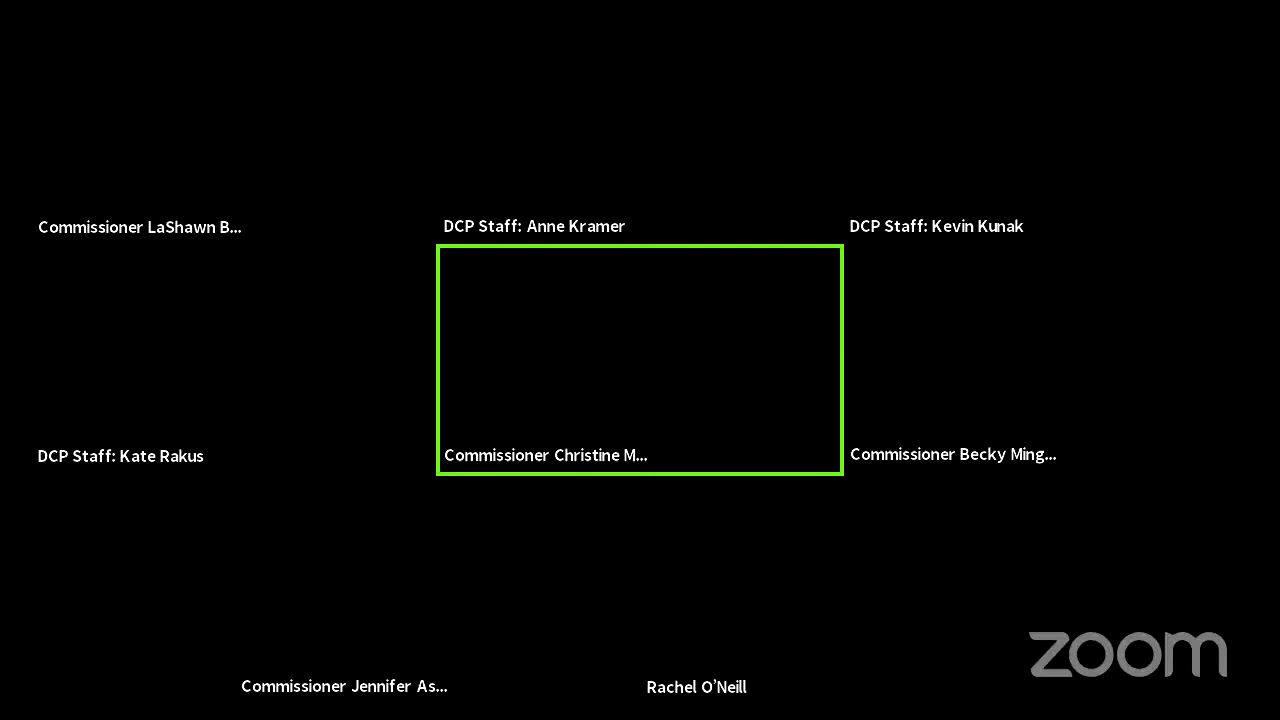 Commissioner LaShawn B...
DCP Staff: Anne Kramer
DCP Staff: Kevin Kunak
DCP Staff: Kate Rakus
Commissioner Christine M...
Commissioner Becky Ming...
Commissioner Jennifer As...
Rachel O'Neill
zoom